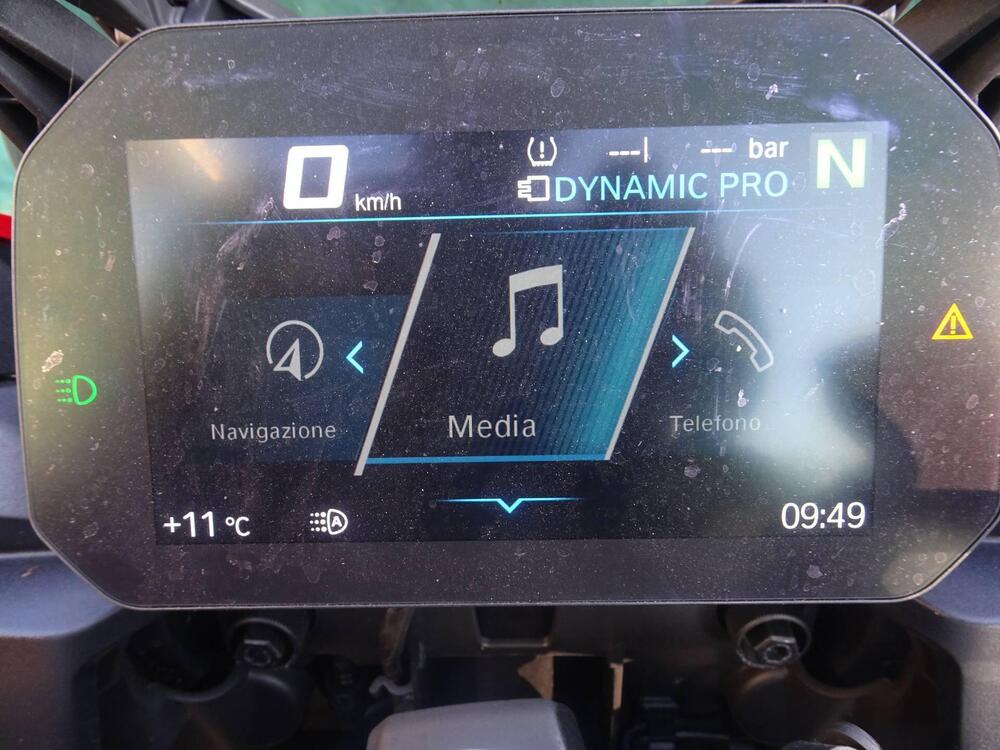 0 km/h
--- --- bar
DYNAMIC PRO
N
Navigazione
Media
Telefono
+11 °C
A
09:49